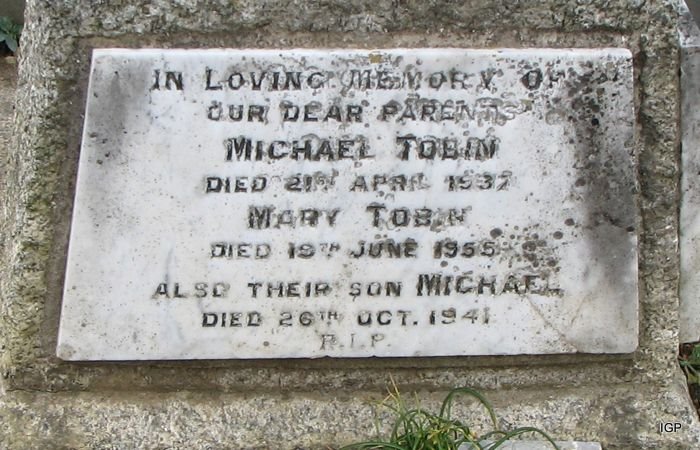 IN LOVING MEMORY OF
OUR DEAR PARENTS
MICHAEL TOBIN
DIED 21ST APRIL 1937
MARY TOBIN
DIED 19TH JUNE 1955
ALSO THEIR SON MICHAEL
DIED 26TH OCT. 1941
R.I.P
IGP